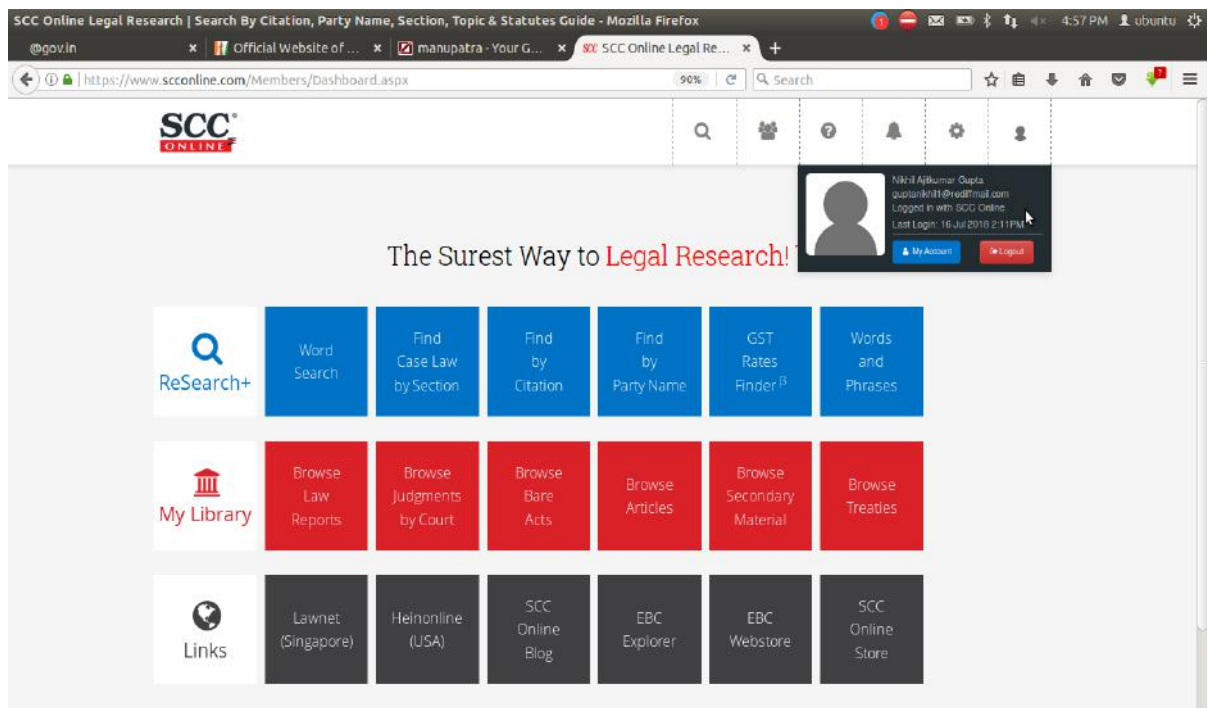 SCC Online Legal Research | Search By Citation, Party Name, Section, Topic & Statutes Guide - Mozilla Firefox
4:57 PM ubuntu
@gov.in
Official Website of ...
manupatra - Your G...
SCC SCC Online Legal Re...
https://www.scconline.com/Members/Dashboard.aspx
90%
Search
SCC
ONLINE
Nikhil Ajitkumar Gupta
guptanikhil1@rediffmail.com
Logged in with SCC Online
Last Login: 16 Jul 2018 2:11PM
My Account
Logout
The Surest Way to Legal Research!
ReSearch+
Word
Search
Find
Case Law
by Section
Find
by
Citation
Find
by
Party Name
GST
Rates
Finder β
Words
and
Phrases
My Library
Browse
Law
Reports
Browse
Judgments
by Court
Browse
Bare
Acts
Browse
Articles
Browse
Secondary
Material
Browse
Treaties
Links
Lawnet
(Singapore)
Heinonline
(USA)
SCC
Online
Blog
EBC
Explorer
EBC
Webstore
SCC
Online
Store